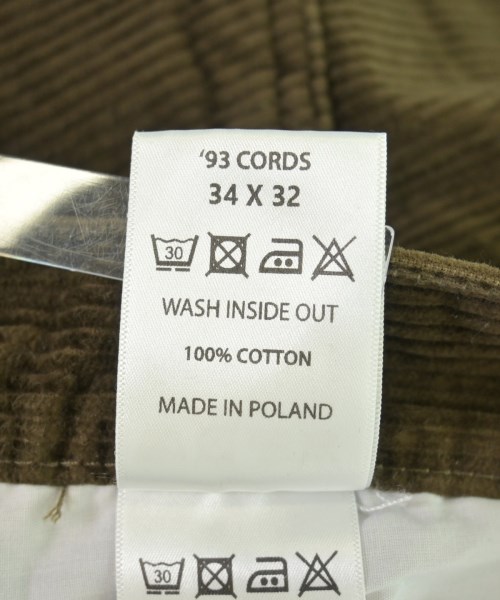 ‘93 CORDS
34 X 32
30
WASH INSIDE OUT
100% COTTON
MADE IN POLAND
30